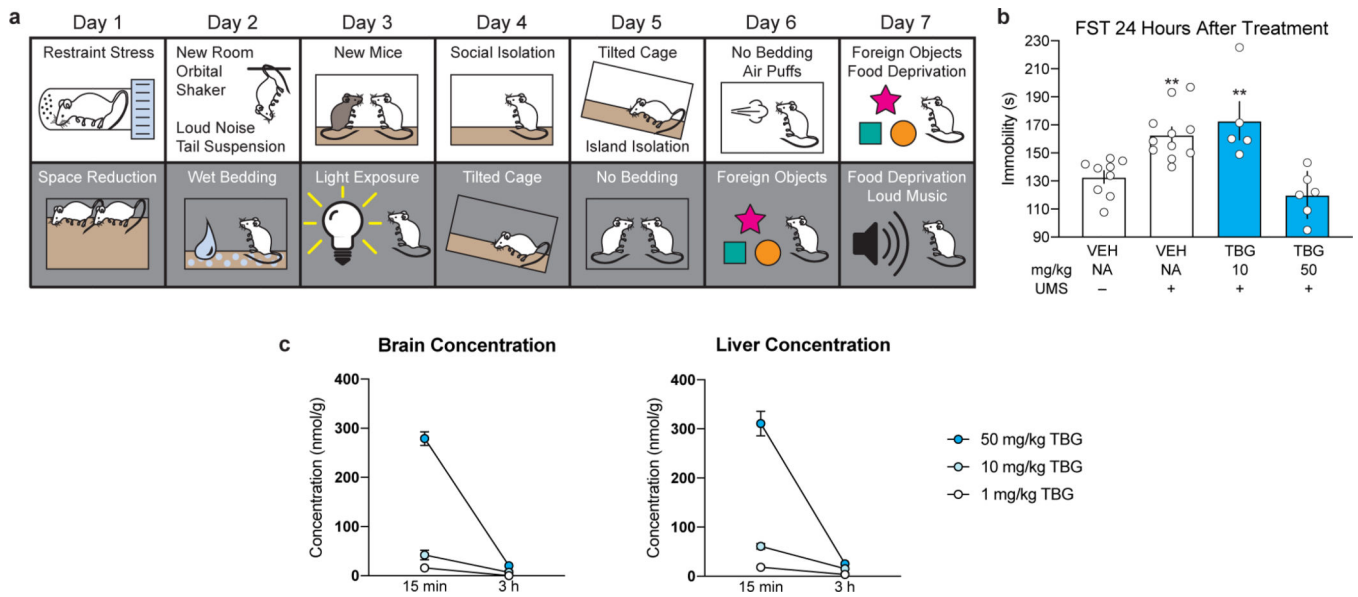 a
Day 1 Day 2 Day 3 Day 4 Day 5 Day 6 Day 7
Restraint Stress
New Room
Orbital
Shaker
Loud Noise
Tail Suspension
New Mice
Social Isolation
Tilted Cage
Island Isolation
No Bedding
Air Puffs
Foreign Objects
Food Deprivation
Space Reduction
Wet Bedding
Light Exposure
Tilted Cage
No Bedding
Foreign Objects
Food Deprivation
Loud Music
b
FST 24 Hours After Treatment
Immobility (s)
230
210
190
170
150
130
110
90
** ** 
VEH VEH TBG TBG
mg/kg NA NA 10 50
UMS – + + +
c
Brain Concentration
Concentration (nmol/g)
400
300
200
100
0
15 min 3 h
Liver Concentration
Concentration (nmol/g)
400
300
200
100
0
15 min 3 h
50 mg/kg TBG
10 mg/kg TBG
1 mg/kg TBG